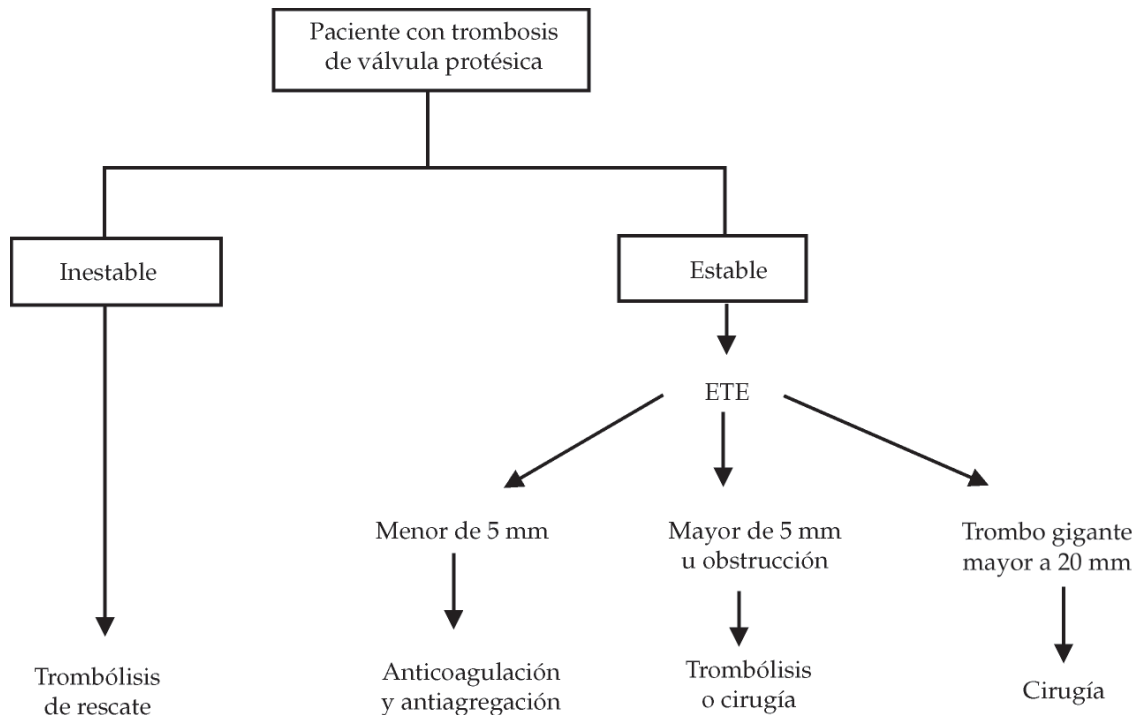 Paciente con trombosis
de válvula protésica
Inestable
Estable
ETE
Menor de 5 mm
Mayor de 5 mm
u obstrucción
Trombo gigante
mayor a 20 mm
Trombólisis
de rescate
Anticoagulación
y antiagregación
Trombólisis
o cirugía
Cirugía